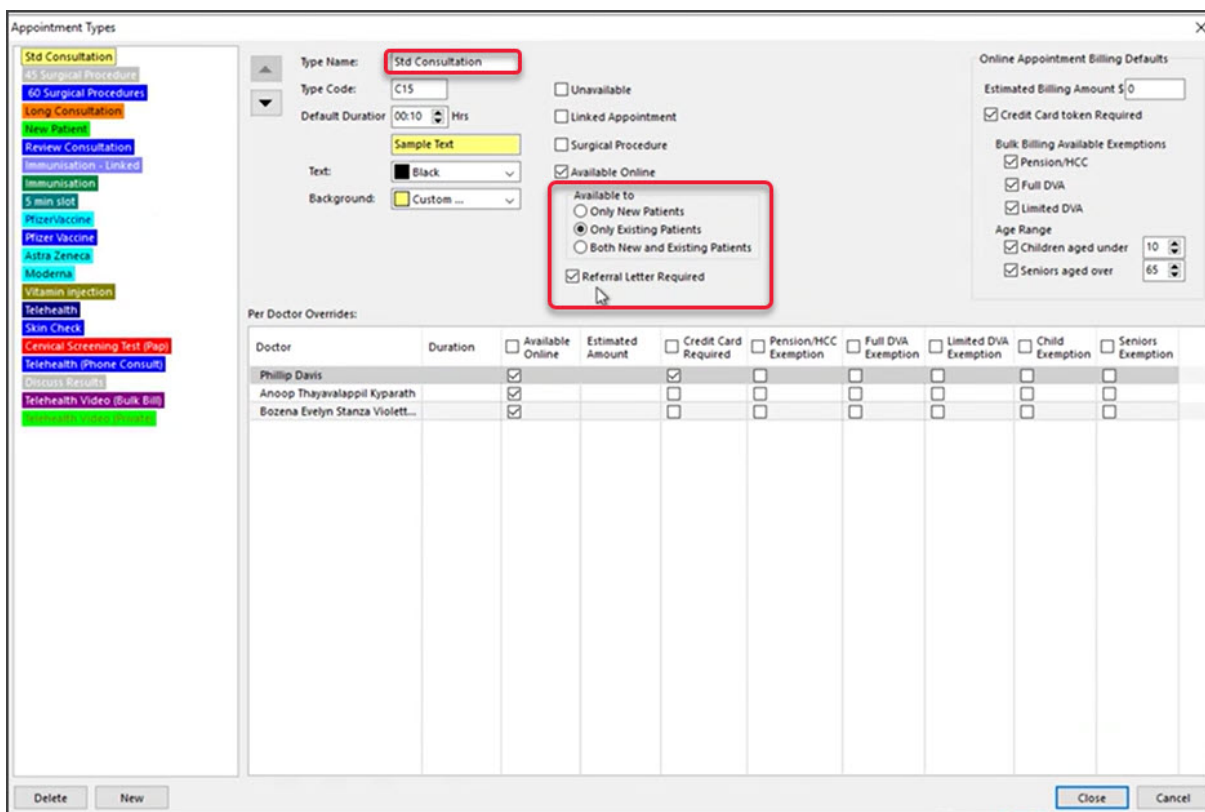 Appointment Types
Std Consultation
45 Surgical Procedure
60 Surgical Procedures
Long Consultation
New Patient
Review Consultation
Immunisation - Linked
Immunisation
5 min slot
PfizerVaccine
Pfizer Vaccine
Astra Zeneca
Moderna
Vitamin injection
Telehealth
Skin Check
Cervical Screening Test (Pap)
Telehealth (Phone Consult)
Discuss Results
Telehealth Video (Bulk Bill)
Telehealth Video (Private)
Type Name: Std Consultation
Type Code: C15
Default Duration 00:10 Hrs
Sample Text
Text: Black
Background: Custom ...
Unavailable
Linked Appointment
Surgical Procedure
Available Online
Available to
Only New Patients
Only Existing Patients
Both New and Existing Patients
Referral Letter Required
Online Appointment Billing Defaults
Estimated Billing Amount $ 0
Credit Card token Required
Bulk Billing Available Exemptions
Pension/HCC
Full DVA
Limited DVA
Age Range
Children aged under 10
Seniors aged over 65
Per Doctor Overrides:
Doctor Duration Available Online Estimated Amount Credit Card Required Pension/HCC Exemption Full DVA Exemption Limited DVA Exemption Child Exemption Seniors Exemption
Phillip Davis
Anoop Thayavalappil Kyparath
Bozena Evelyn Stanza Violett...
Delete New Close Cancel